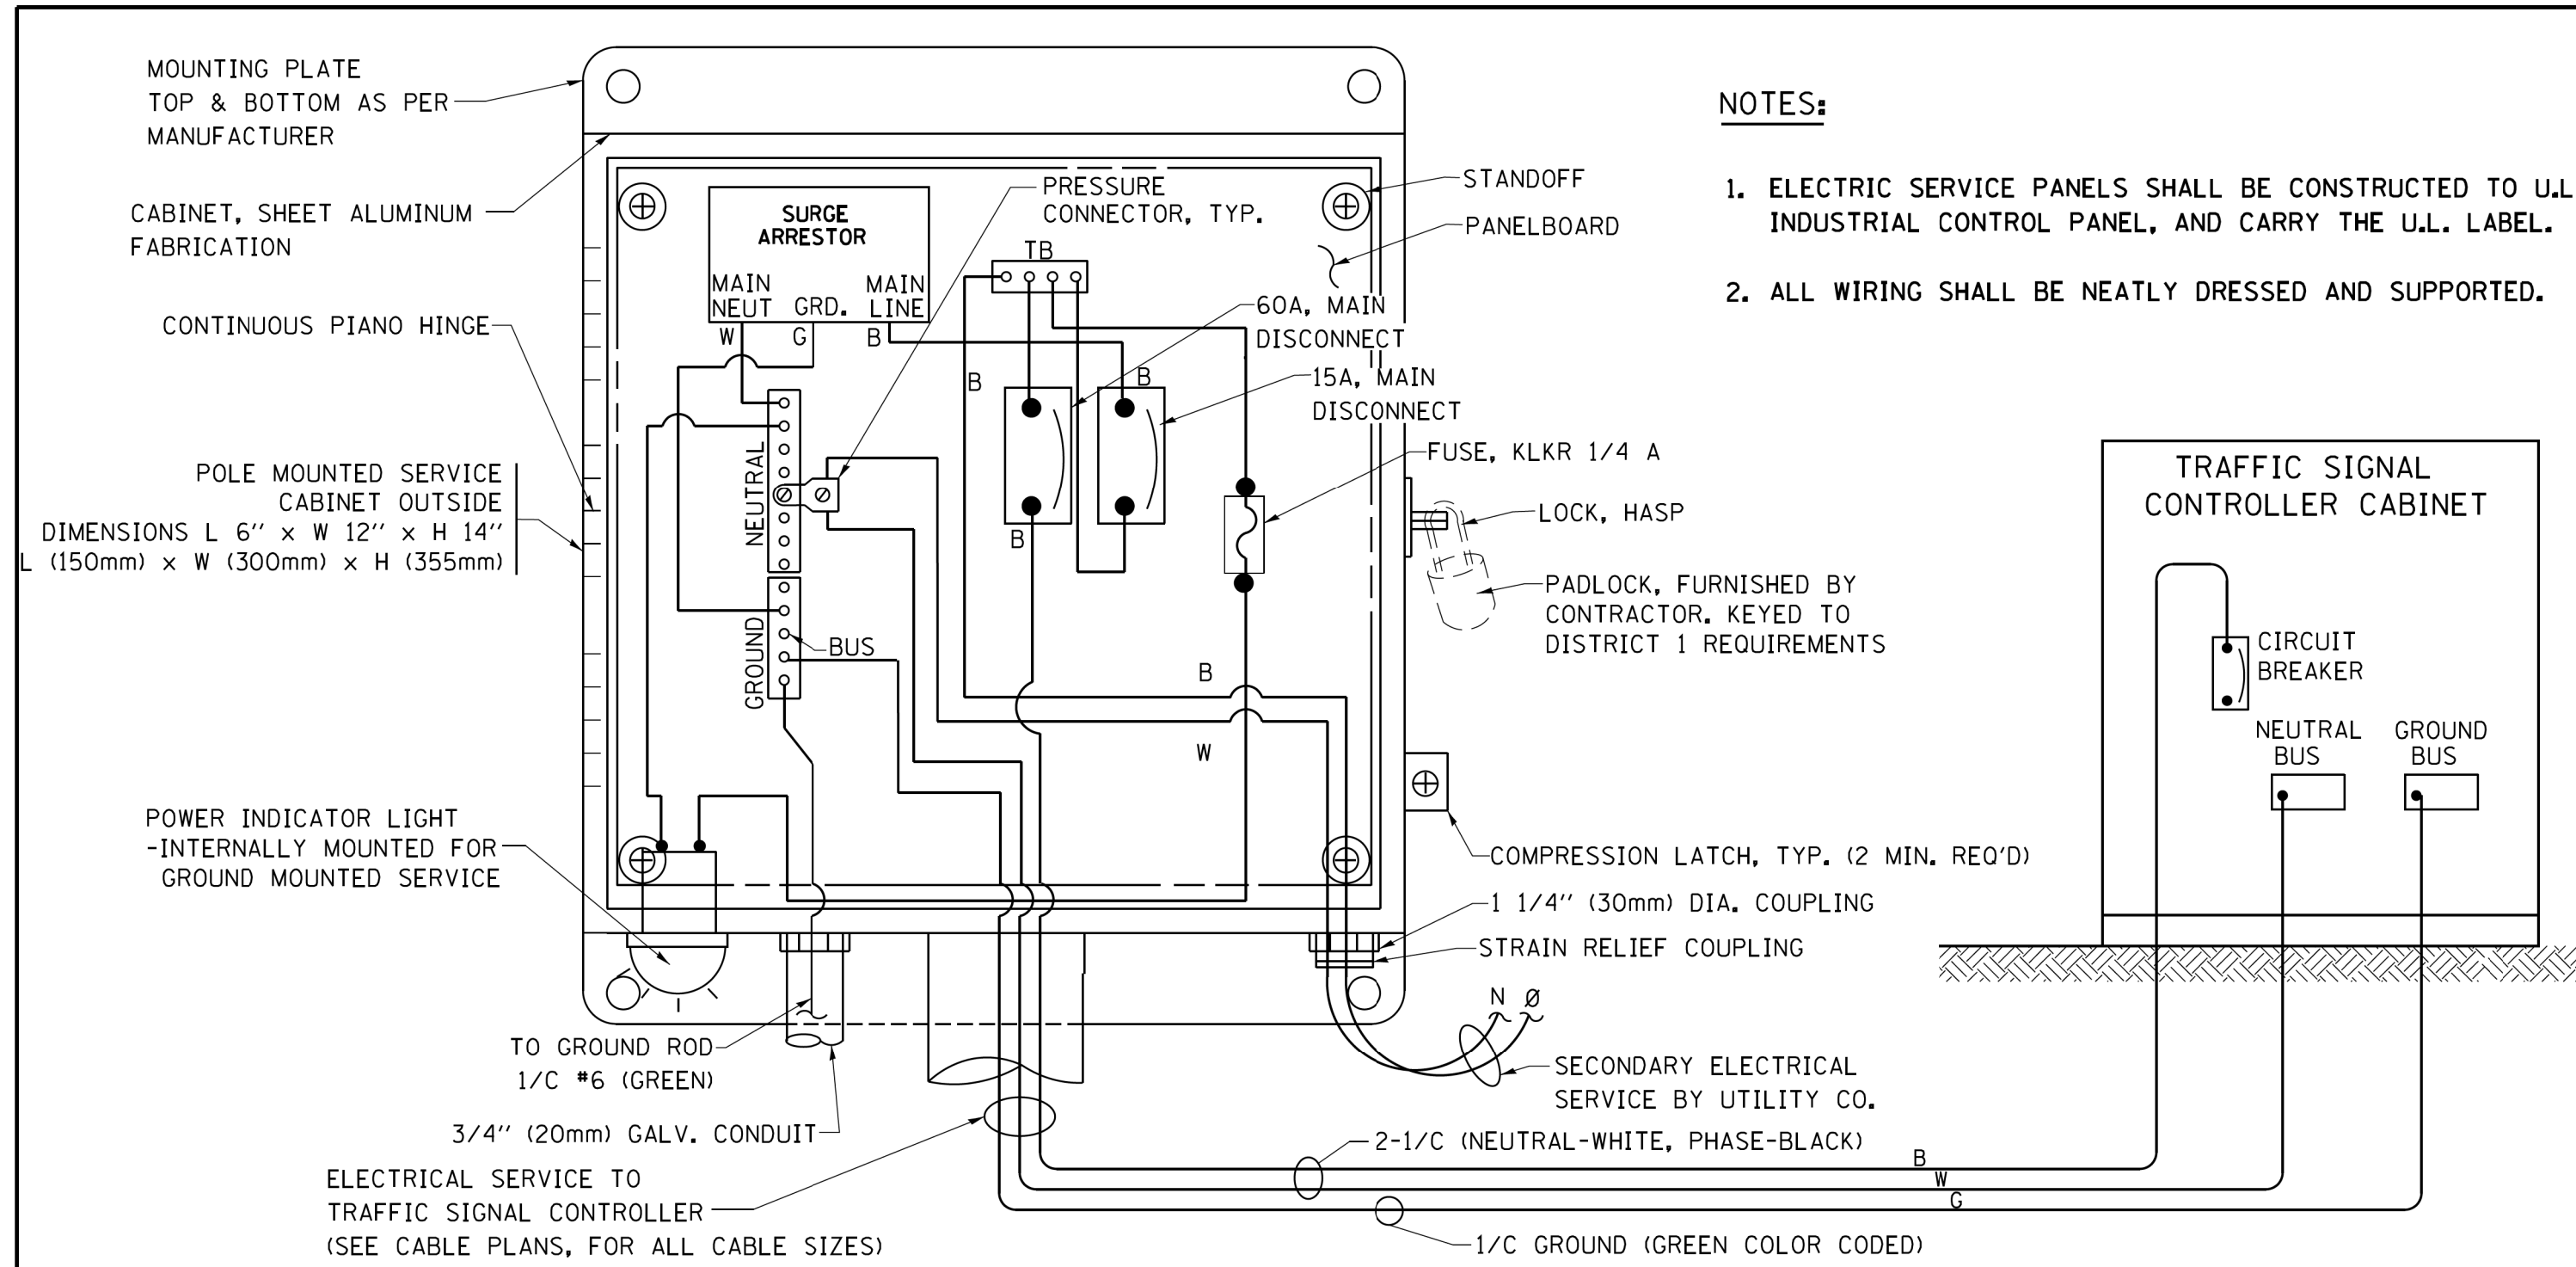 MOUNTING PLATE
TOP & BOTTOM AS PER
MANUFACTURER
CABINET, SHEET ALUMINUM
FABRICATION
CONTINUOUS PIANO HINGE
POLE MOUNTED SERVICE
CABINET OUTSIDE
DIMENSIONS L 6'' x W 12'' x H 14''
L (150mm) x W (300mm) x H (355mm)
POWER INDICATOR LIGHT
-INTERNALLY MOUNTED FOR
GROUND MOUNTED SERVICE
SURGE
ARRESTOR
MAIN
NEUT
GRD.
MAIN
LINE
W
G
B
PRESSURE
CONNECTOR, TYP.
TB
B
B
B
NEUTRAL
GROUND
BUS
B
W
STANDOFF
PANELBOARD
60A, MAIN
DISCONNECT
15A, MAIN
DISCONNECT
FUSE, KLKR 1/4 A
LOCK, HASP
PADLOCK, FURNISHED BY
CONTRACTOR. KEYED TO
DISTRICT 1 REQUIREMENTS
COMPRESSION LATCH, TYP. (2 MIN. REQ'D)
1 1/4'' (30mm) DIA. COUPLING
STRAIN RELIEF COUPLING
N Ø
SECONDARY ELECTRICAL
SERVICE BY UTILITY CO.
TO GROUND ROD
1/C #6 (GREEN)
3/4'' (20mm) GALV. CONDUIT
ELECTRICAL SERVICE TO
TRAFFIC SIGNAL CONTROLLER
(SEE CABLE PLANS, FOR ALL CABLE SIZES)
2-1/C (NEUTRAL-WHITE, PHASE-BLACK)
B
W
G
1/C GROUND (GREEN COLOR CODED)
NOTES:
1. ELECTRIC SERVICE PANELS SHALL BE CONSTRUCTED TO U.L
INDUSTRIAL CONTROL PANEL, AND CARRY THE U.L. LABEL.
2. ALL WIRING SHALL BE NEATLY DRESSED AND SUPPORTED.
TRAFFIC SIGNAL
CONTROLLER CABINET
CIRCUIT
BREAKER
NEUTRAL
BUS
GROUND
BUS